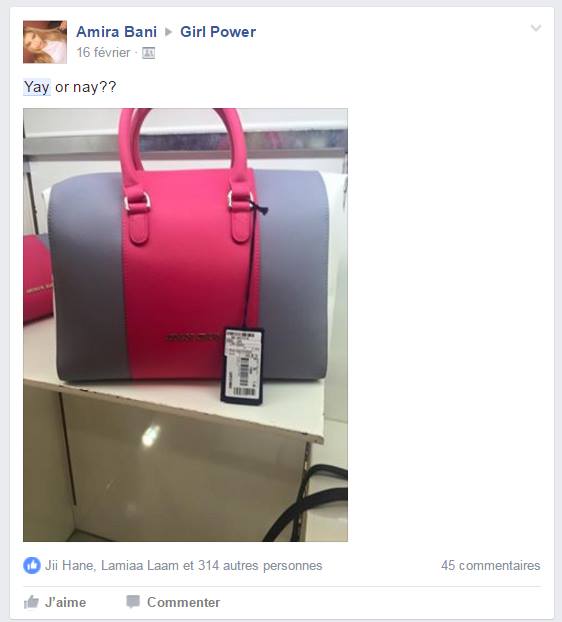 Amira Bani ▸ Girl Power
16 février ·
Yay or nay??
Jii Hane, Lamiaa Laam et 314 autres personnes
45 commentaires
J'aime
Commenter